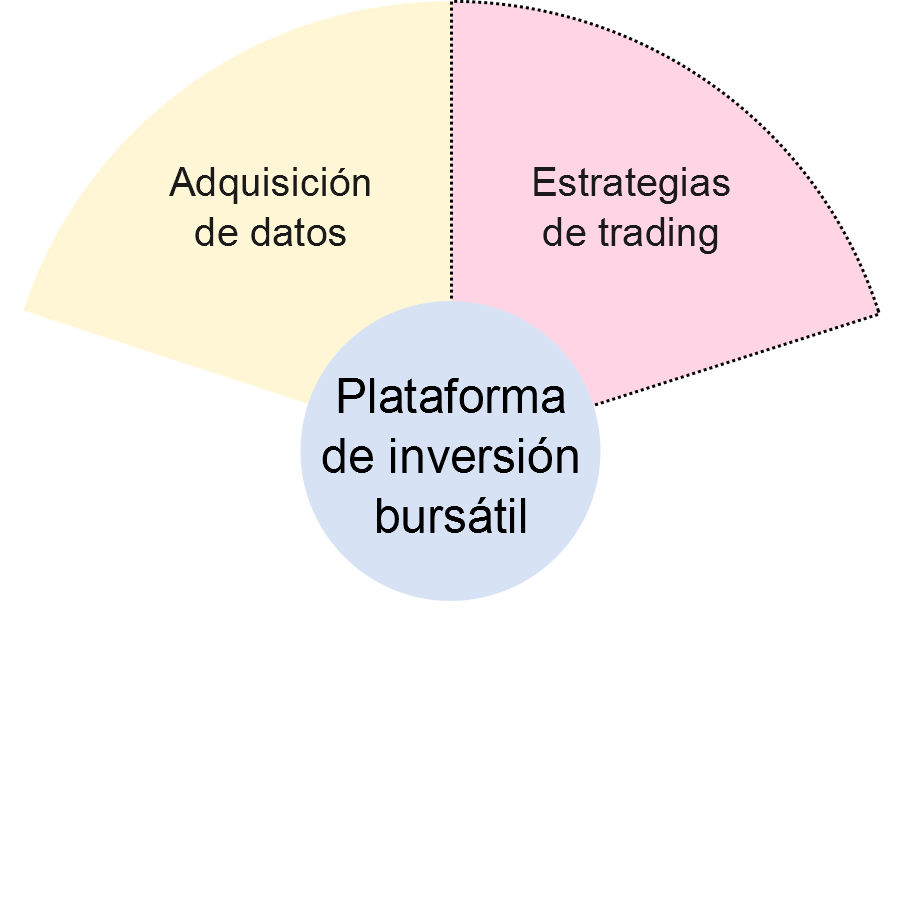 Adquisición
de datos
Estrategias
de trading
Plataforma
de inversión
bursátil